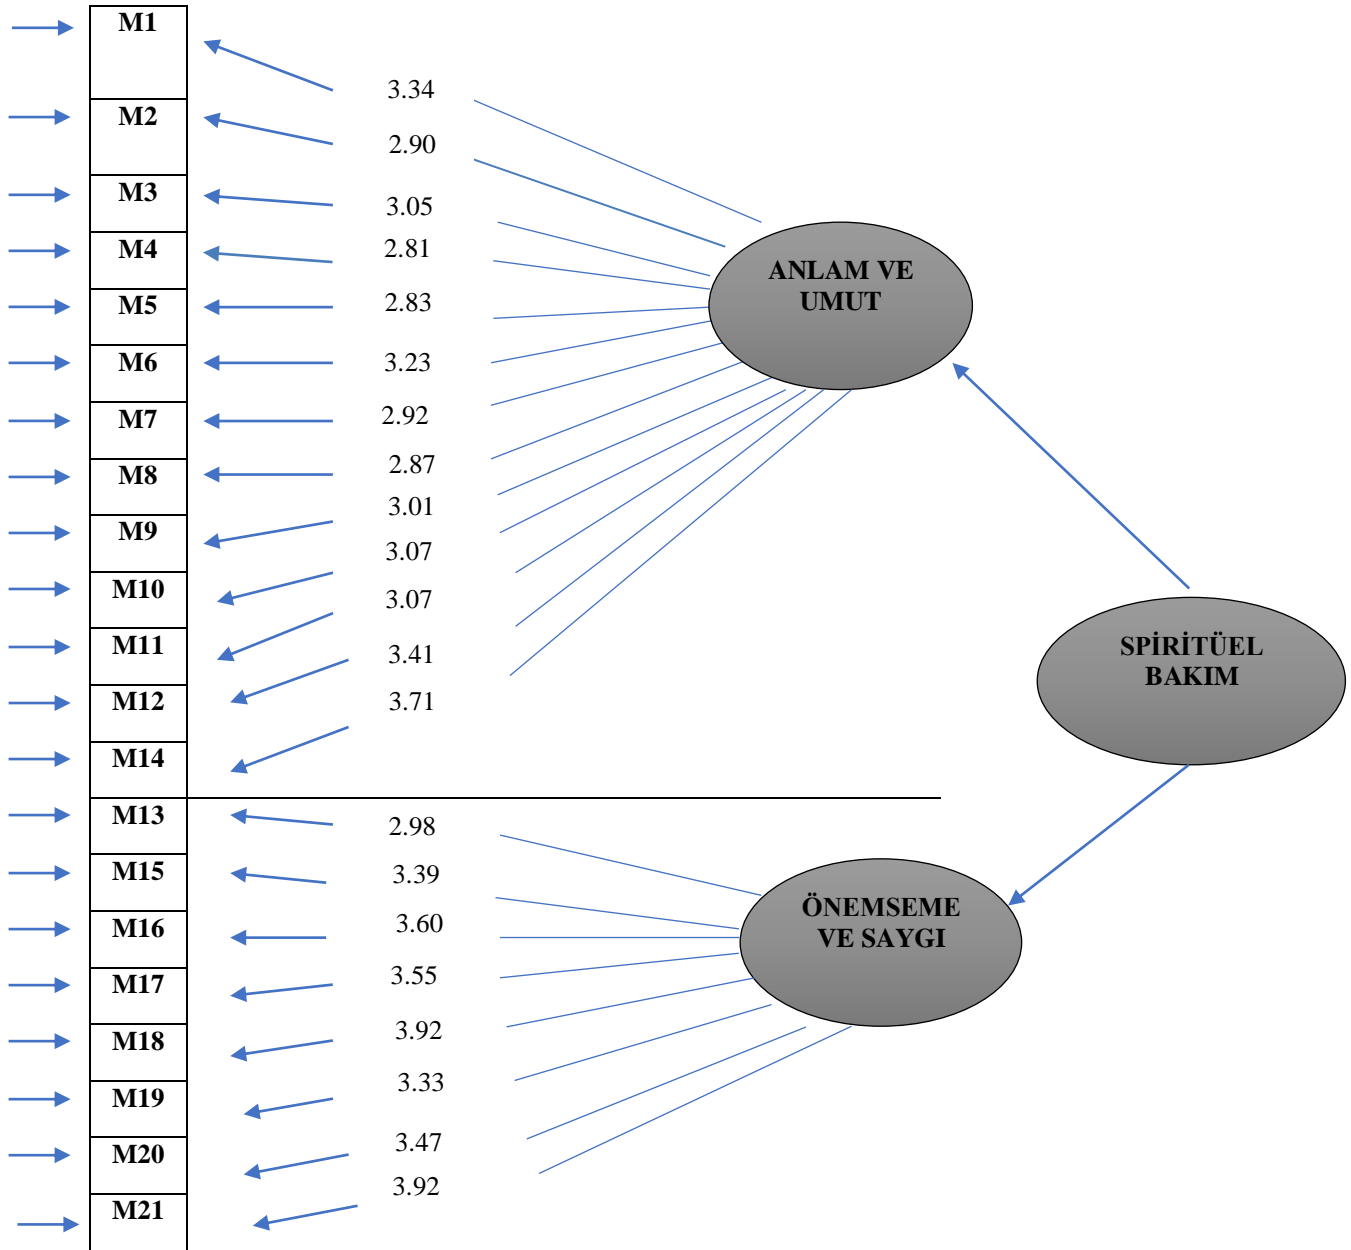 M1
M2
M3
M4
M5
M6
M7
M8
M9
M10
M11
M12
M14
M13
M15
M16
M17
M18
M19
M20
M21
3.34
2.90
3.05
2.81
2.83
3.23
2.92
2.87
3.01
3.07
3.07
3.41
3.71
2.98
3.39
3.60
3.55
3.92
3.33
3.47
3.92
ANLAM VE
UMUT
ÖNEMSEME
VE SAYGI
SPİRİTÜEL
BAKIM